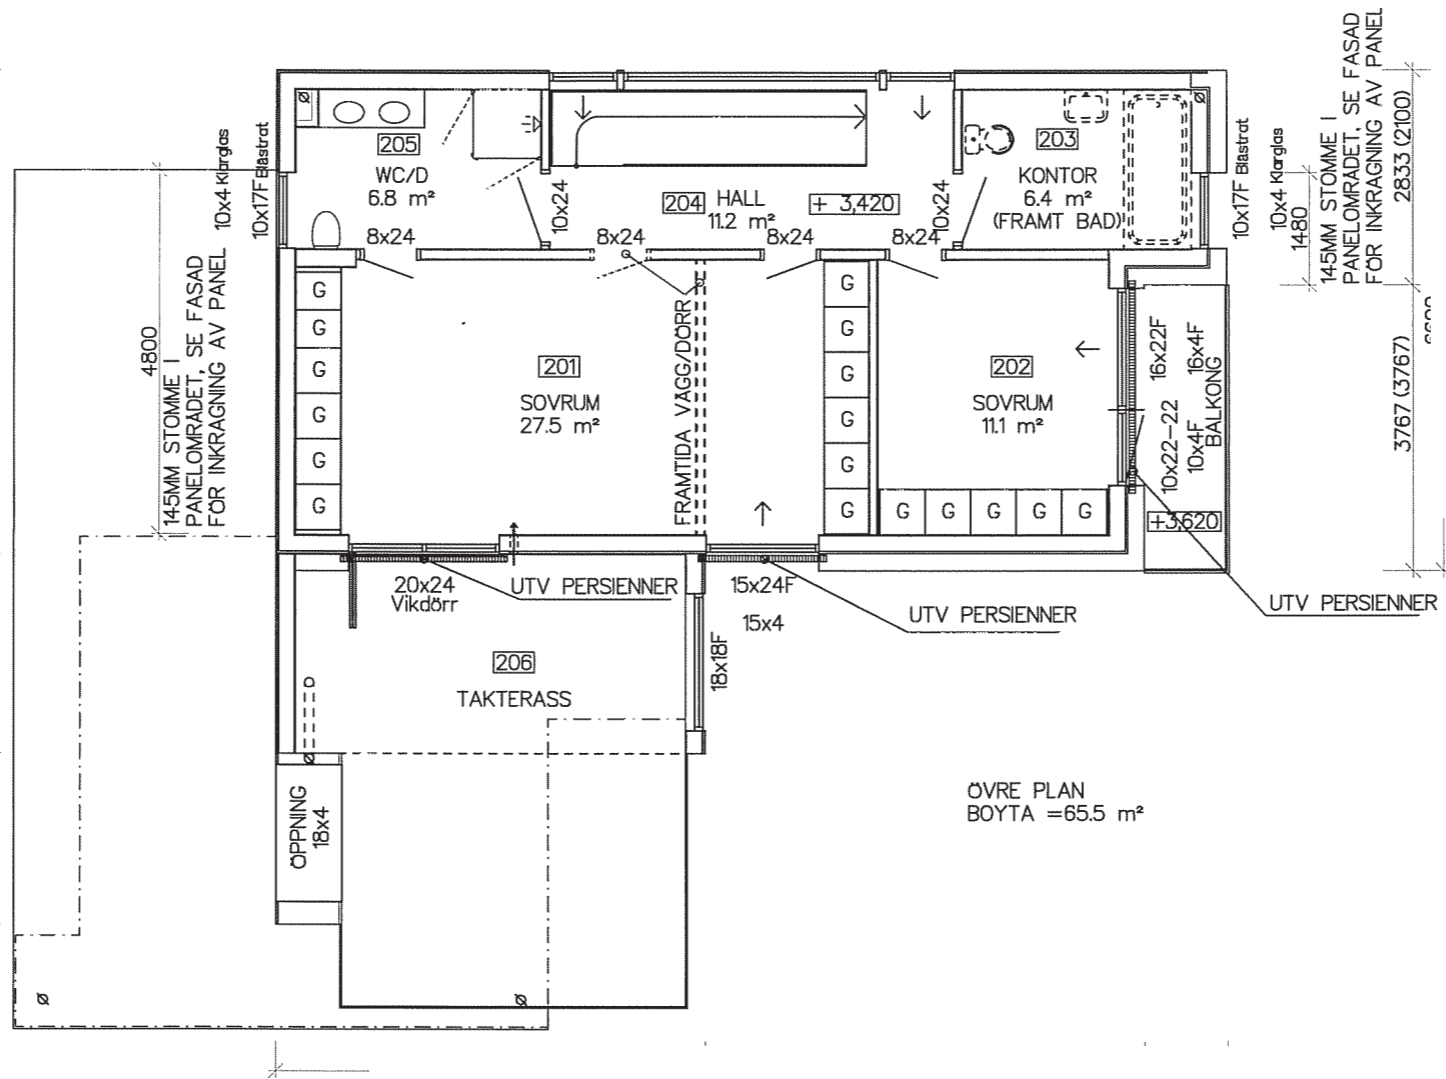 145MM STOMME I
PANELOMRÅDET, SE FASAD
FÖR INKRAGNING AV PANEL
2833 (2100)
10x4 Klarglas
10x17F Blästrat
205
WC/D
6.8 m²
204
HALL
11.2 m²
+ 3,420
203
KONTOR
6.4 m²
(FRAMT BAD)
10x24
10x24
10x17F Blästrat
10x4 Klarglas
1480
8x24
8x24
8x24
8x24
4800
145MM STOMME I
PANELOMRÅDET, SE FASAD
FÖR INKRAGNING AV PANEL
G
G
G
G
G
G
201
SOVRUM
27.5 m²
FRAMTIDA VÄGG/DÖRR
G
G
G
G
G
G
202
SOVRUM
11.1 m²
G
G
G
G
G
16x22F
16x4F
10x22-22
10x4F
BALKONG
+3,620
3767 (3767)
20x24
Vikdörr
UTV PERSIENNER
15x24F
15x4
UTV PERSIENNER
UTV PERSIENNER
18x18F
206
TAKTERASS
ÖPPNING
18x4
ÖVRE PLAN
BOYTA =65.5 m²